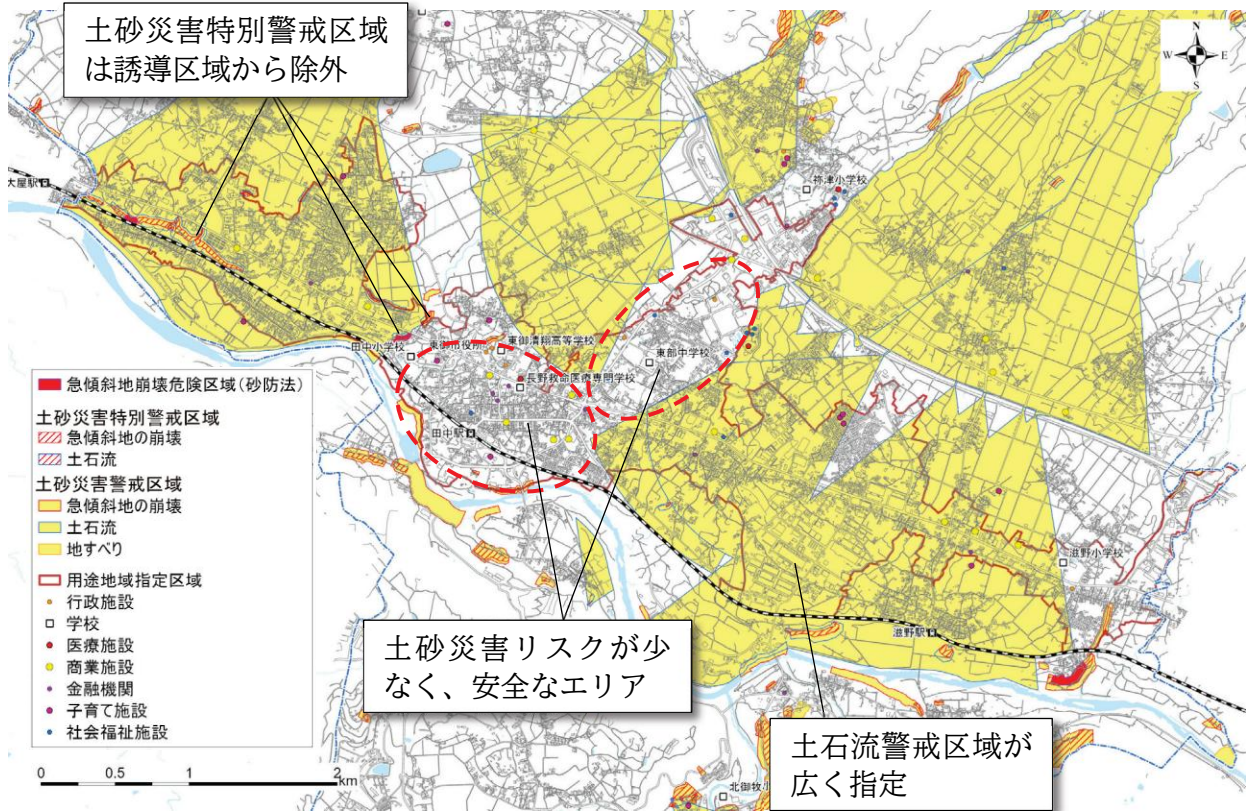 土砂災害特別警戒区域
は誘導区域から除外
N
W
E
S
大屋駅
祢津小学校
田中小学校
東御市役所
東御清翔高等学校
長野救命医療専門学校
東部中学校
田中駅
滋野小学校
滋野駅
北御牧小
急傾斜地崩壊危険区域(砂防法)
土砂災害特別警戒区域
急傾斜地の崩壊
土石流
土砂災害警戒区域
急傾斜地の崩壊
土石流
地すべり
用途地域指定区域
行政施設
学校
医療施設
商業施設
金融機関
子育て施設
社会福祉施設
0 0.5 1 2
km
土砂災害リスクが少
なく、安全なエリア
土石流警戒区域が
広く指定